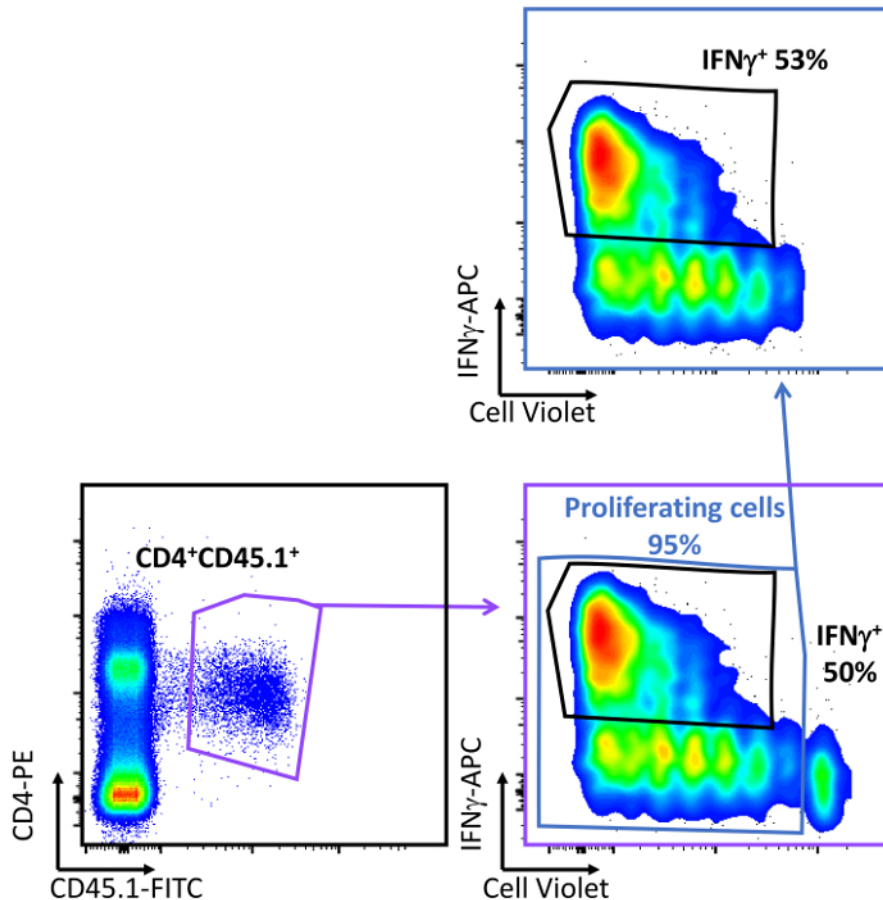 IFNγ⁺ 53%
IFNγ-APC
Cell Violet
CD4⁺CD45.1⁺
CD4-PE
CD45.1-FITC
Proliferating cells
95%
IFNγ⁺
50%
IFNγ-APC
Cell Violet